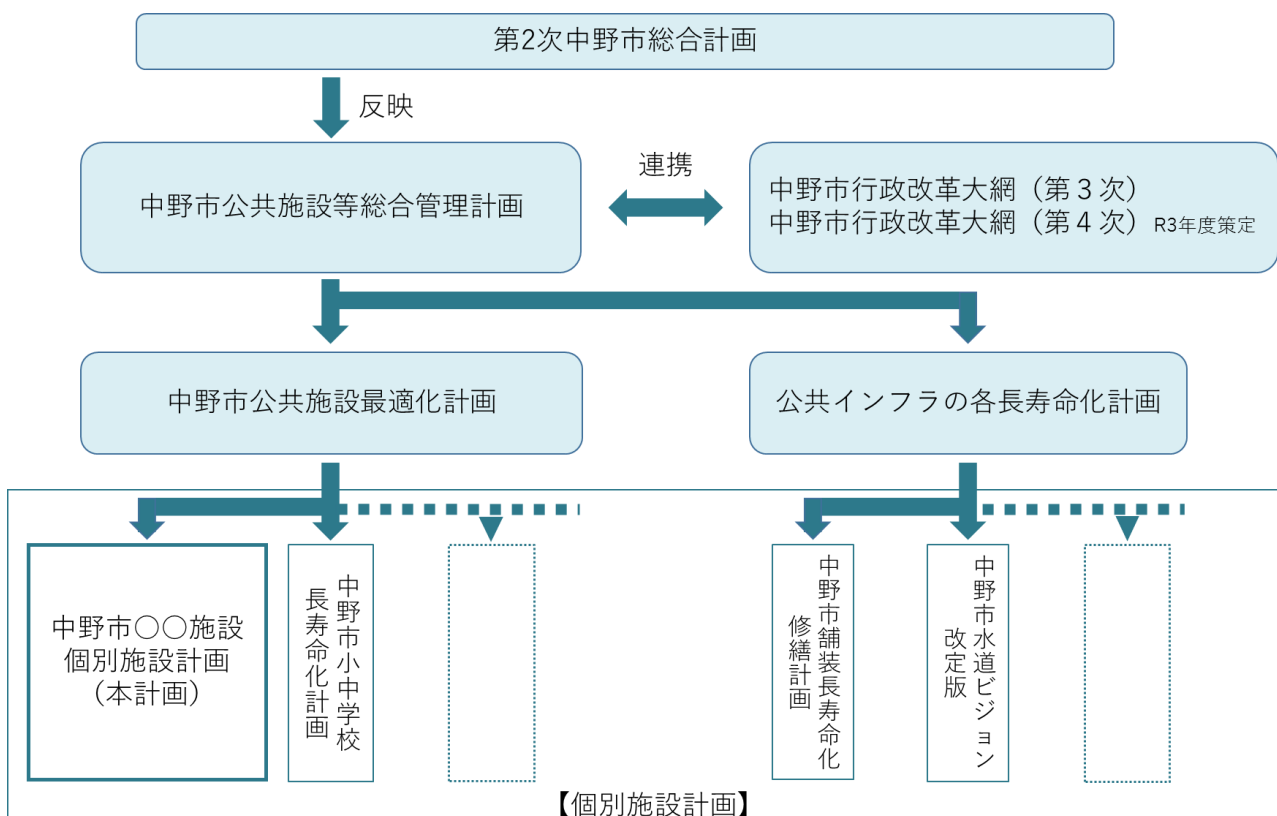 第2次中野市総合計画
反映
中野市公共施設等総合管理計画
連携
中野市行政改革大網（第３次）
中野市行政改革大網（第４次）R3年度策定
中野市公共施設最適化計画
公共インフラの各長寿命化計画
中野市○○施設
個別施設計画
（本計画）
中野市小中学校
長寿命化計画
中野市舗装長寿命化
修繕計画
中野市水道ビジョン
改定版
【個別施設計画】